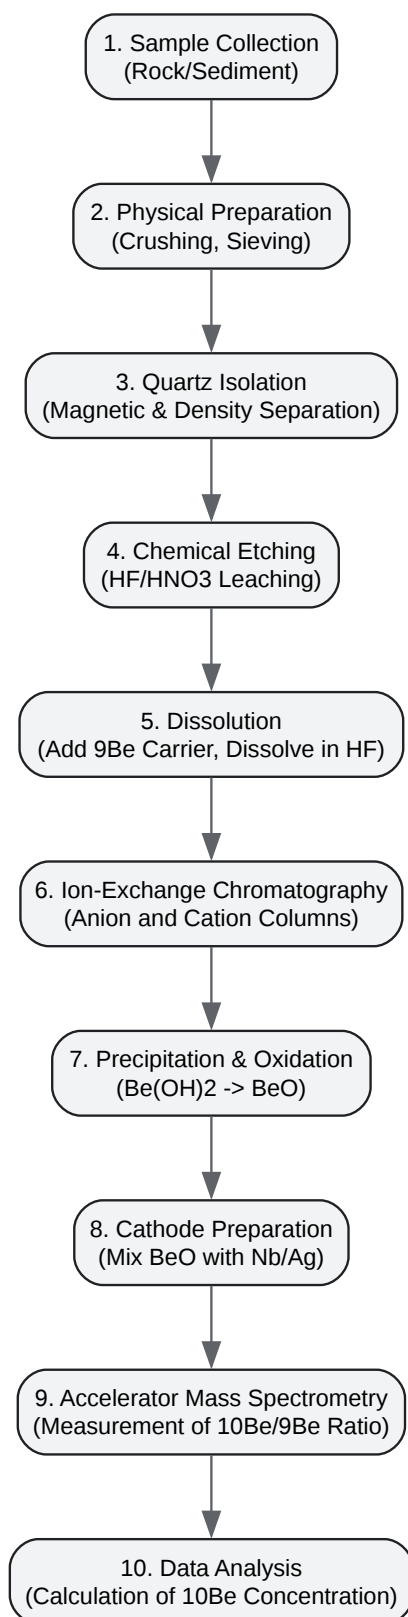 1. Sample Collection
(Rock/Sediment)
2. Physical Preparation
(Crushing, Sieving)
3. Quartz Isolation
(Magnetic & Density Separation)
4. Chemical Etching
(HF/HNO3 Leaching)
5. Dissolution
(Add 9Be Carrier, Dissolve in HF)
6. Ion-Exchange Chromatography
(Anion and Cation Columns)
7. Precipitation & Oxidation
(Be(OH)2 -> BeO)
8. Cathode Preparation
(Mix BeO with Nb/Ag)
9. Accelerator Mass Spectrometry
(Measurement of 10Be/9Be Ratio)
10. Data Analysis
(Calculation of 10Be Concentration)